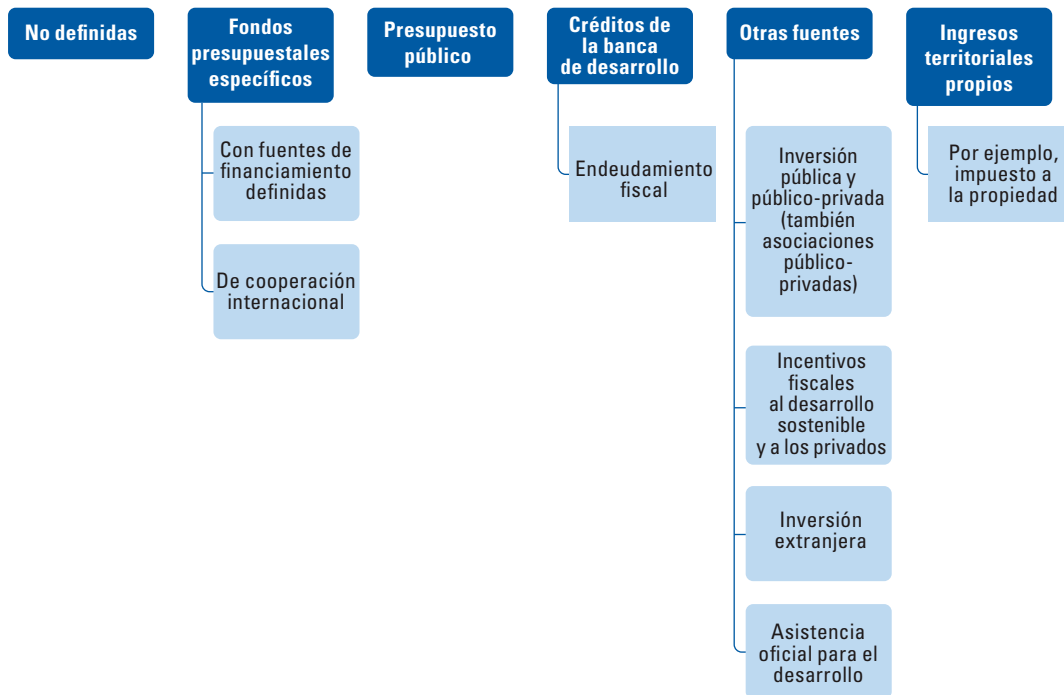 No definidas
Fondos
presupuestales
específicos
Con fuentes de
financiamiento
definidas
De cooperación
internacional
Presupuesto
público
Créditos de
la banca
de desarrollo
Endeudamiento
fiscal
Otras fuentes
Inversión
pública y
público-privada
(también
asociaciones
público-
privadas)
Incentivos
fiscales
al desarrollo
sostenible
y a los privados
Inversión
extranjera
Asistencia
oficial para el
desarrollo
Ingresos
territoriales
propios
Por ejemplo,
impuesto a
la propiedad